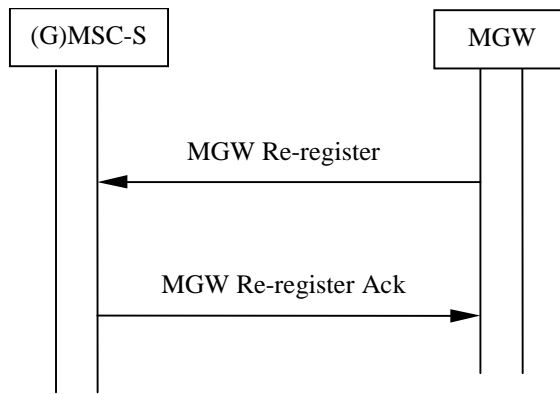 (G)MSC-S
MGW
MGW Re-register
MGW Re-register Ack